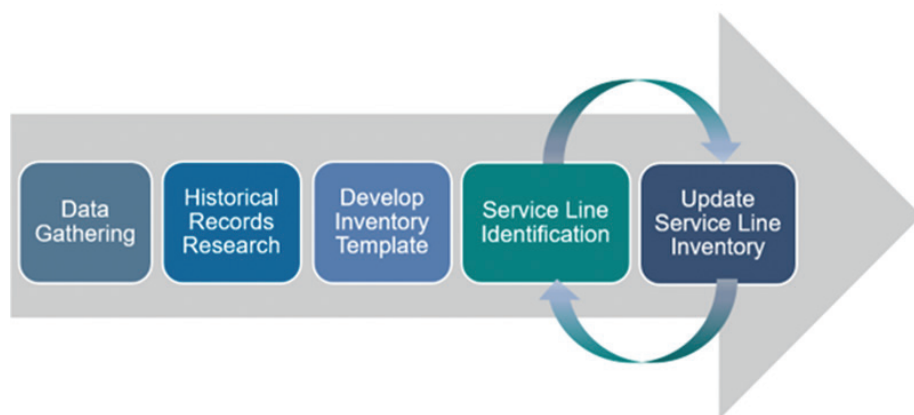 Data
Gathering
Historical
Records
Research
Develop
Inventory
Template
Service Line
Identification
Update
Service Line
Inventory